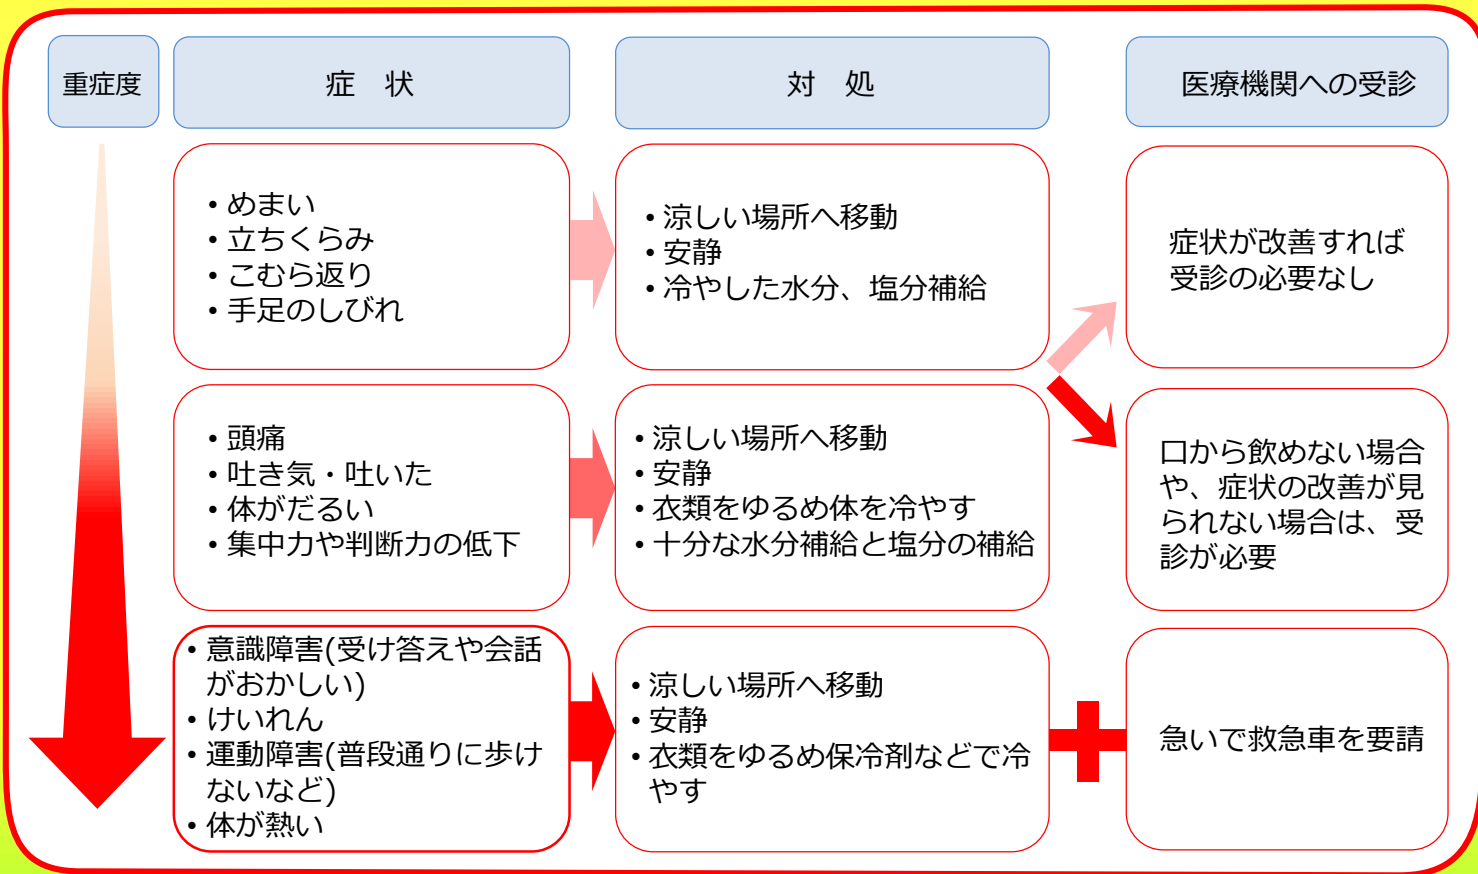 重症度
症　状
対　処
医療機関への受診
• めまい
• 立ちくらみ
• こむら返り
• 手足のしびれ
• 涼しい場所へ移動
• 安静
• 冷やした水分、塩分補給
症状が改善すれば
受診の必要なし
• 頭痛
• 吐き気・吐いた
• 体がだるい
• 集中力や判断力の低下
• 涼しい場所へ移動
• 安静
• 衣類をゆるめ体を冷やす
• 十分な水分補給と塩分の補給
口から飲めない場合
や、症状の改善が見
られない場合は、受
診が必要
• 意識障害(受け答えや会話
がおかしい)
• けいれん
• 運動障害(普段通りに歩け
ないなど)
• 体が熱い
• 涼しい場所へ移動
• 安静
• 衣類をゆるめ保冷剤などで冷
やす
急いで救急車を要請